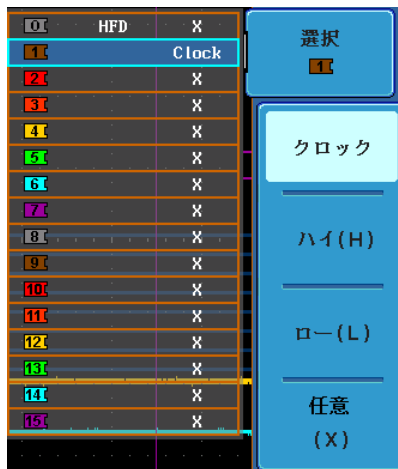 0 HFD X
1 Clock
2 X
3 X
4 X
5 X
6 X
7 X
8 X
9 X
10 X
11 X
12 X
13 X
14 X
15 X
選択
1
クロック
ハイ(H)
ロー(L)
任意
(X)